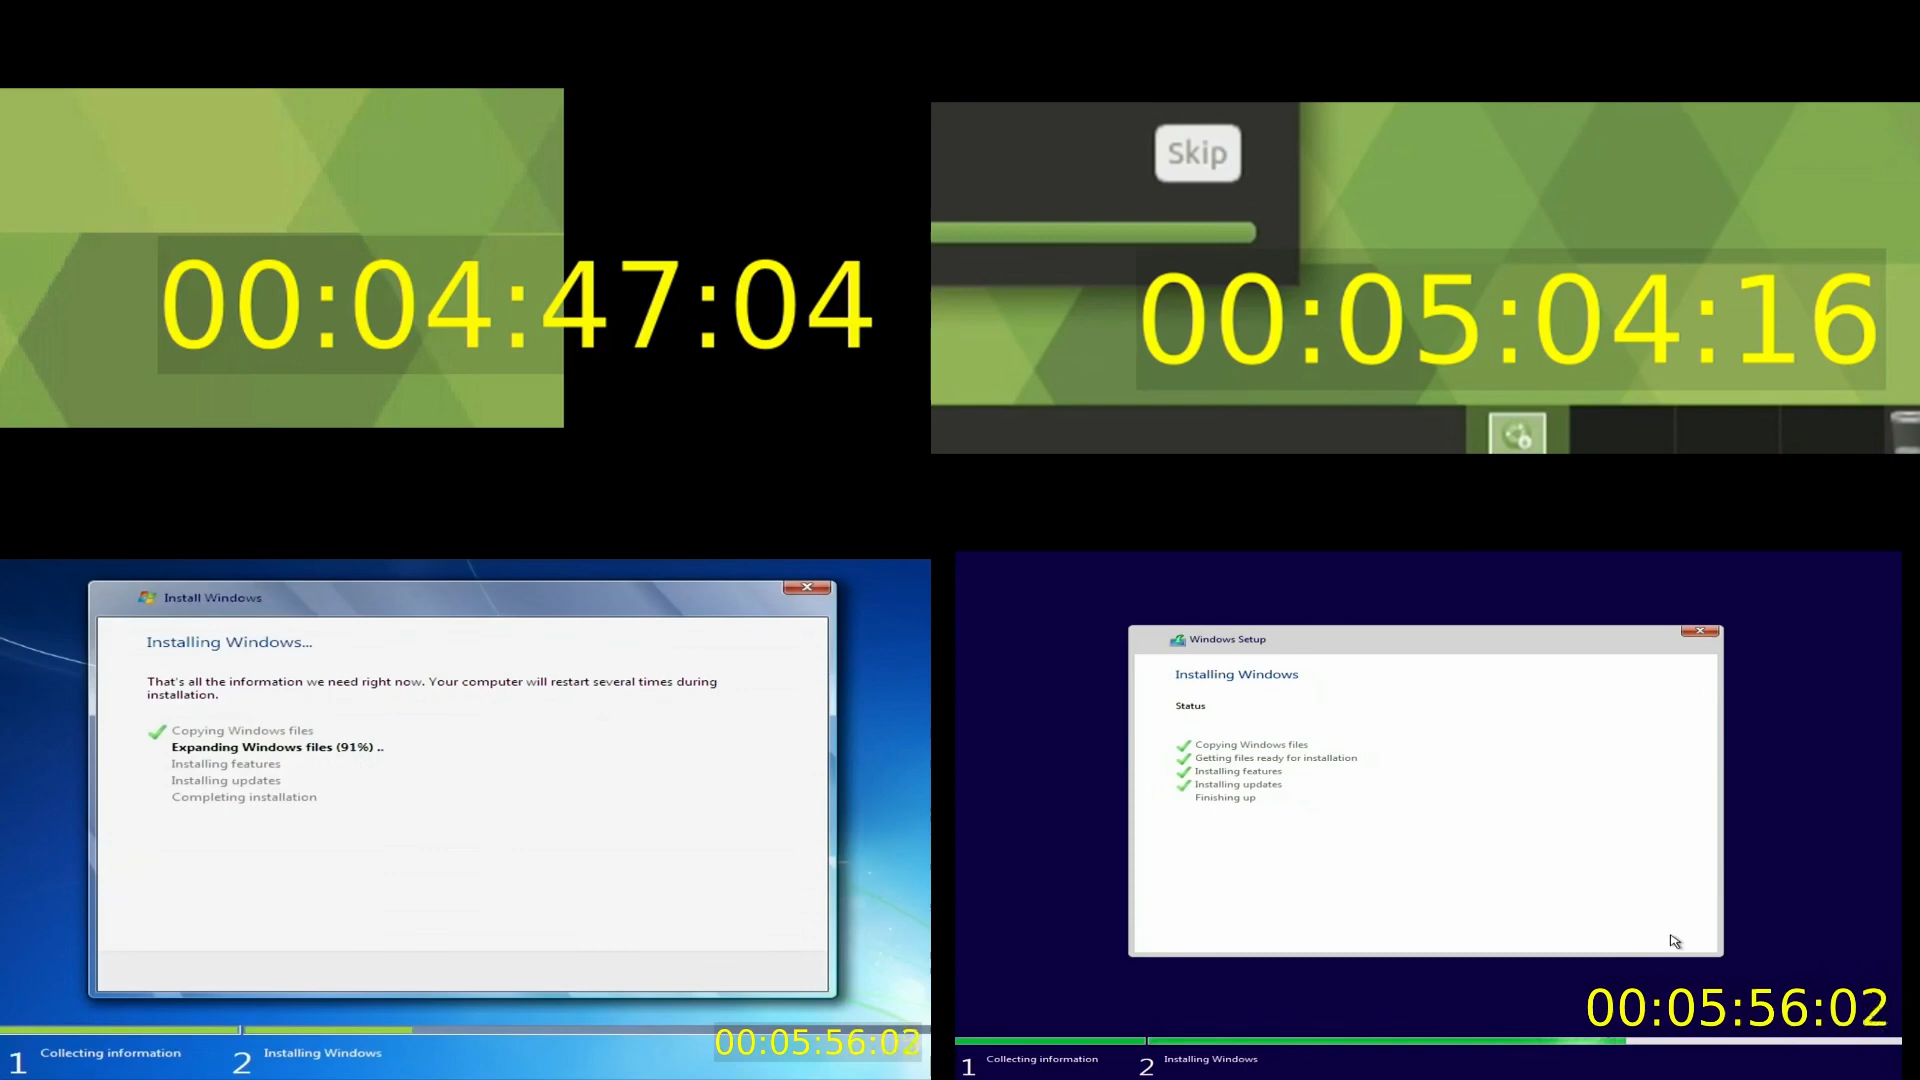 00:04:47:04
Skip
00:05:04:16
Install Windows
Installing Windows...
That's all the information we need right now. Your computer will restart several times during
installation.
Copying Windows files
Expanding Windows files (91%) ..
Installing features
Installing updates
Completing installation
00:05:56:02
1 Collecting information
2 Installing Windows
Windows Setup
Installing Windows
Status
Copying Windows files
Getting files ready for installation
Installing features
Installing updates
Finishing up
00:05:56:02
1 Collecting information
2 Installing Windows